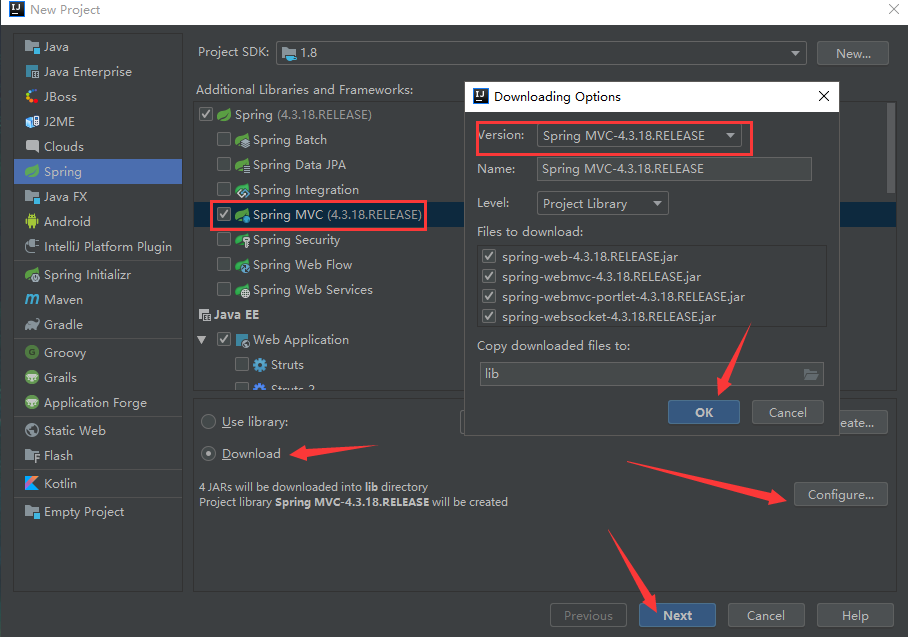 New Project
Java
Java Enterprise
JBoss
J2ME
Clouds
Spring
Java FX
Android
IntelliJ Platform Plugin
Spring Initializr
Maven
Gradle
Groovy
Grails
Application Forge
Static Web
Flash
Kotlin
Empty Project
Project SDK: 1.8 New...
Additional Libraries and Frameworks:
Spring (4.3.18.RELEASE)
Spring Batch
Spring Data JPA
Spring Integration
Spring MVC (4.3.18.RELEASE)
Spring Security
Spring Web Flow
Spring Web Services
Java EE
Web Application
Struts
Struts 2
Use library:
eate...
Download
4 JARs will be downloaded into lib directory
Project library Spring MVC-4.3.18.RELEASE will be created
Configure...
Downloading Options
Version: Spring MVC-4.3.18.RELEASE
Name: Spring MVC-4.3.18.RELEASE
Level: Project Library
Files to download:
spring-web-4.3.18.RELEASE.jar
spring-webmvc-4.3.18.RELEASE.jar
spring-webmvc-portlet-4.3.18.RELEASE.jar
spring-websocket-4.3.18.RELEASE.jar
Copy downloaded files to:
lib
OK Cancel
Previous Next Cancel Help